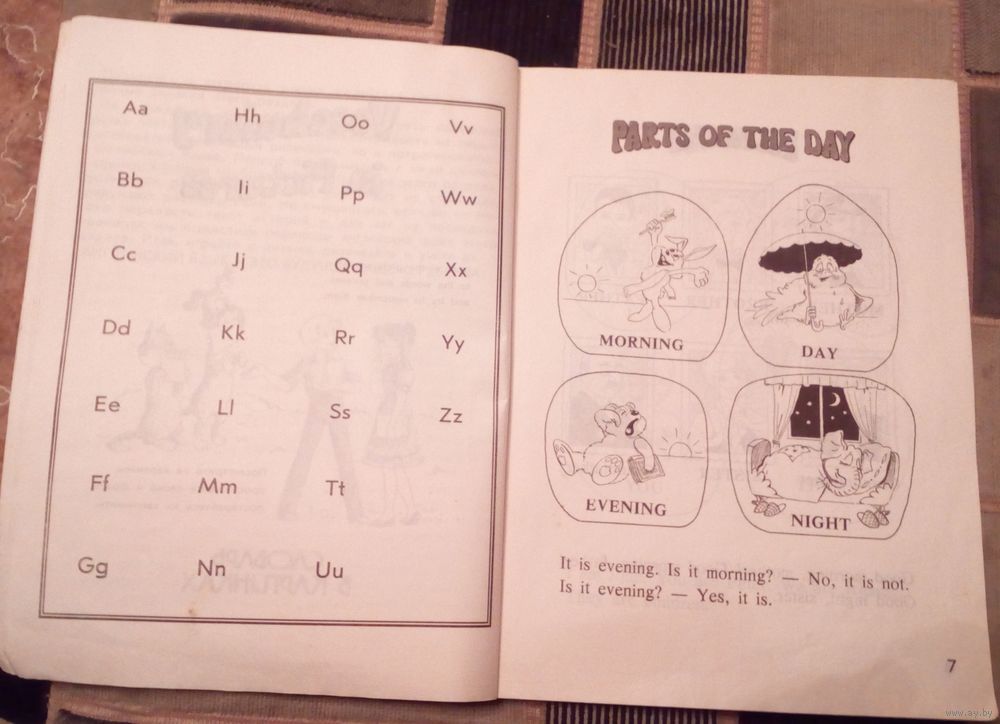 Aa Hh Oo Vv
Bb Ii Pp Ww
Cc Jj Qq Xx
Dd Kk Rr Yy
Ee Ll Ss Zz
Ff Mm Tt
Gg Nn Uu
PARTS OF THE DAY
MORNING
DAY
EVENING
NIGHT
It is evening. Is it morning? — No, it is not.
Is it evening? — Yes, it is.
7
www.ay.by